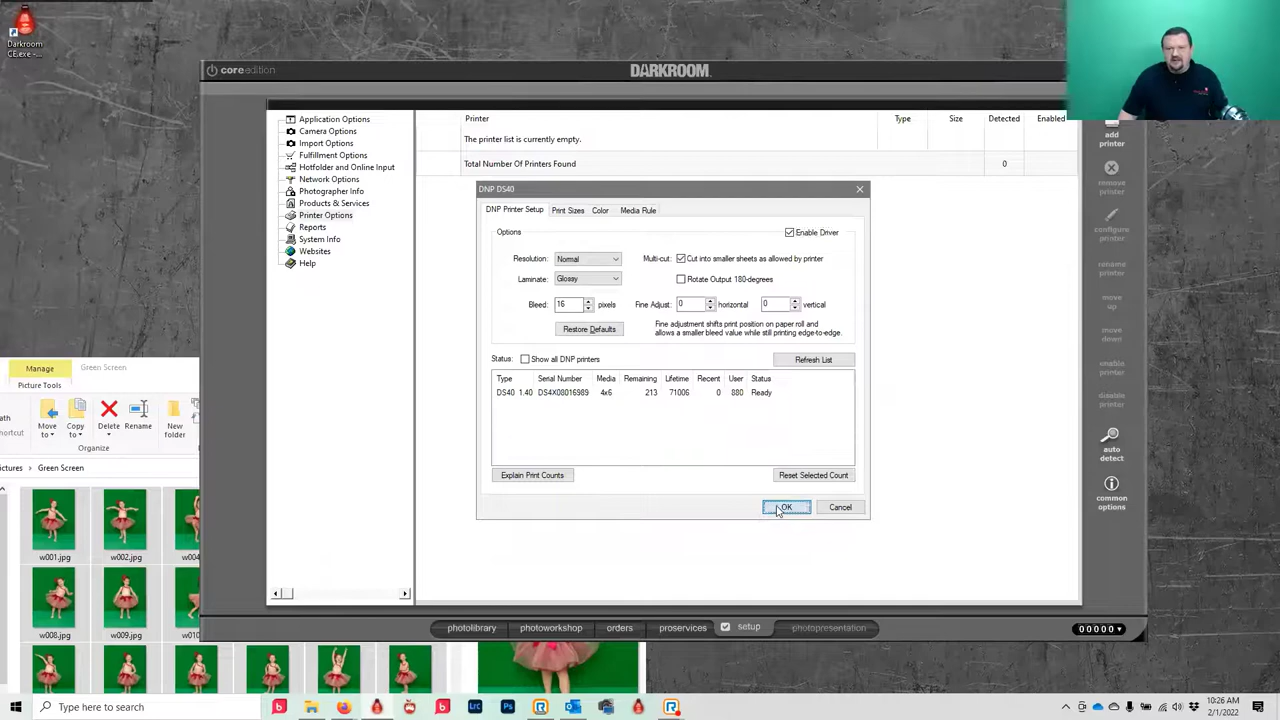 Darkroom
CE.exe -...
coreedition
DARKROOM
Application Options
Camera Options
Import Options
Fulfillment Options
Hotfolder and Online Input
Network Options
Photographer Info
Products & Services
Printer Options
Reports
System Info
Websites
Help
Printer Type Size Detected Enabled
The printer list is currently empty.
Total Number Of Printers Found 0
add
printer
remove
printer
configure
printer
rename
printer
move
up
move
down
enable
printer
disable
printer
auto
detect
common
options
DNP DS40
DNP Printer Setup Print Sizes Color Media Rule
Options Enable Driver
Resolution: Normal Multi-cut: Cut into smaller sheets as allowed by printer
Laminate: Glossy Rotate Output 180-degrees
Bleed: 16 pixels Fine Adjust: 0 horizontal 0 vertical
Restore Defaults
Fine adjustment shifts print position on paper roll and
allows a smaller bleed value while still printing edge-to-edge.
Status: Show all DNP printers Refresh List
Type Serial Number Media Remaining Lifetime Recent User Status
DS40 1.40 DS4X08016989 4x6 213 71006 0 880 Ready
Explain Print Counts Reset Selected Count
OK Cancel
Manage Green Screen
Picture Tools
ath
hortcut
Move
to
Copy
to
Delete Rename New
folder
Organize
ictures > Green Screen
w001.jpg w002.jpg w004
w008.jpg w009.jpg w010
photolibrary photoworkshop orders proservices setup photopresentation
00000
Type here to search
LrC
Ps
10:26 AM
2/1/2022